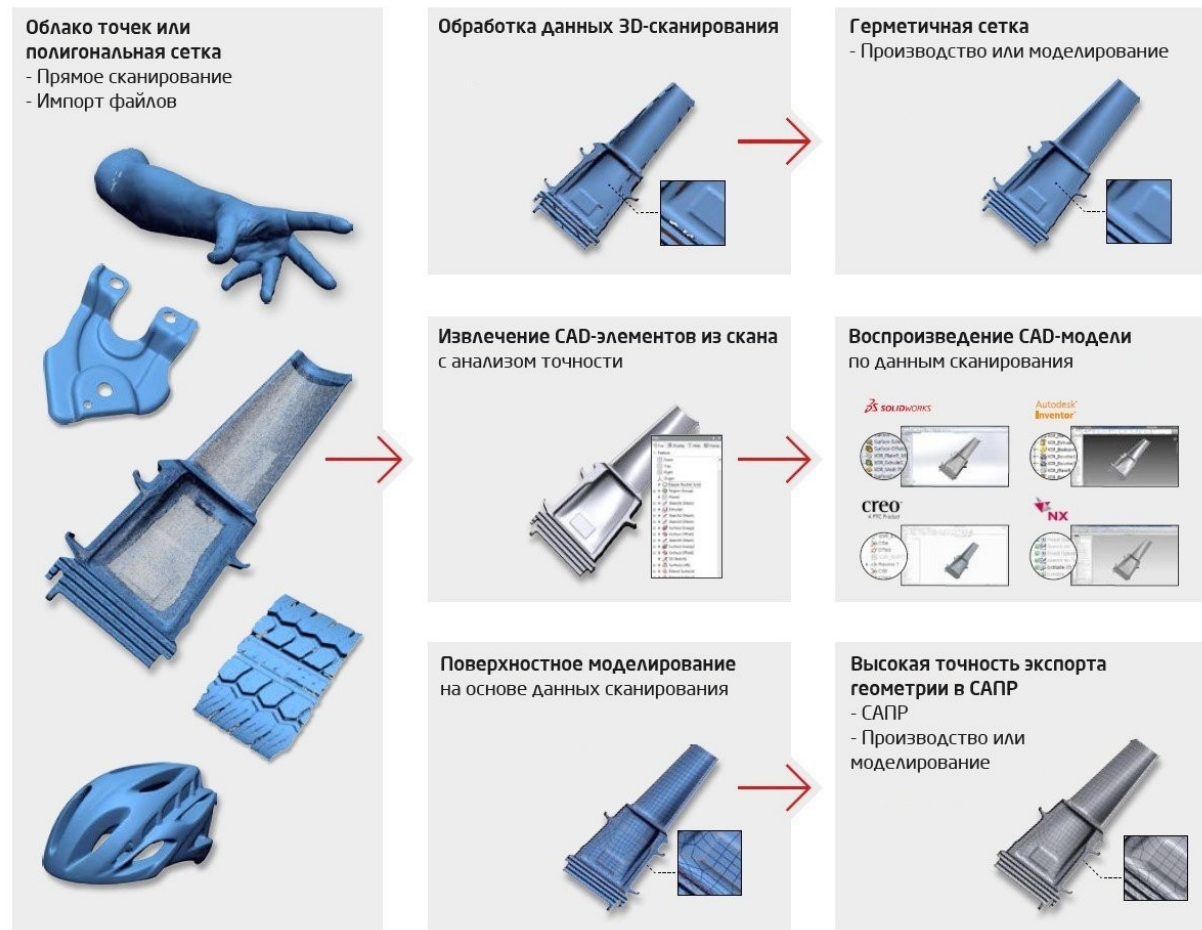 Облако точек или
полигональная сетка
- Прямое сканирование
- Импорт файлов
Обработка данных 3D-сканирования
Герметичная сетка
- Производство или моделирование
Извлечение CAD-элементов из скана
с анализом точности
Воспроизведение CAD-модели
по данным сканирования
SOLIDWORKS
Autodesk
Inventor
creo
A PTC Product
NX
Поверхностное моделирование
на основе данных сканирования
Высокая точность экспорта
геометрии в САПР
- САПР
- Производство или
моделирование